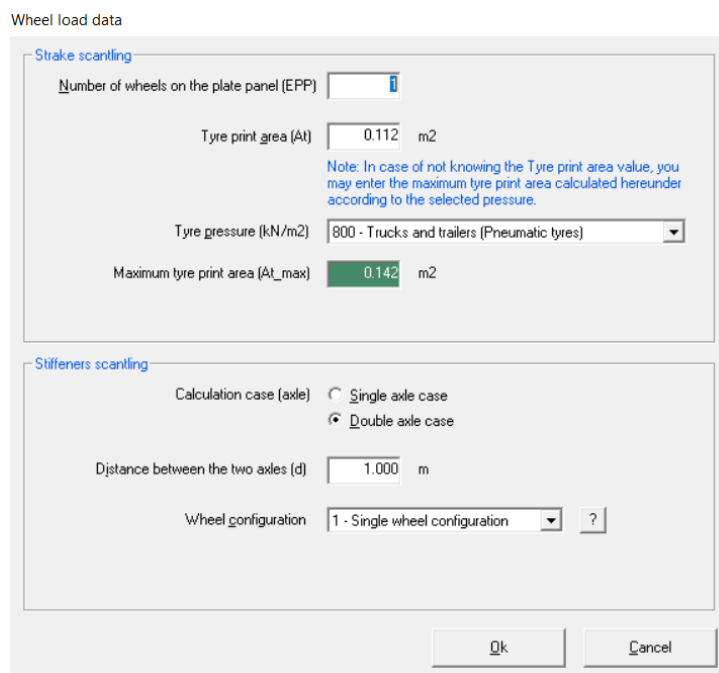 Wheel load data
Strake scantling
Number of wheels on the plate panel (EPP) 1
Tyre print area (At) 0.112 m2
Note: In case of not knowing the Tyre print area value, you
may enter the maximum tyre print area calculated hereunder
according to the selected pressure.
Tyre pressure (kN/m2) 800 - Trucks and trailers (Pneumatic tyres)
Maximum tyre print area (At_max) 0.142 m2
Stiffeners scantling
Calculation case (axle) Single axle case
Double axle case
Distance between the two axles (d) 1.000 m
Wheel configuration 1 - Single wheel configuration ?
Ok Cancel